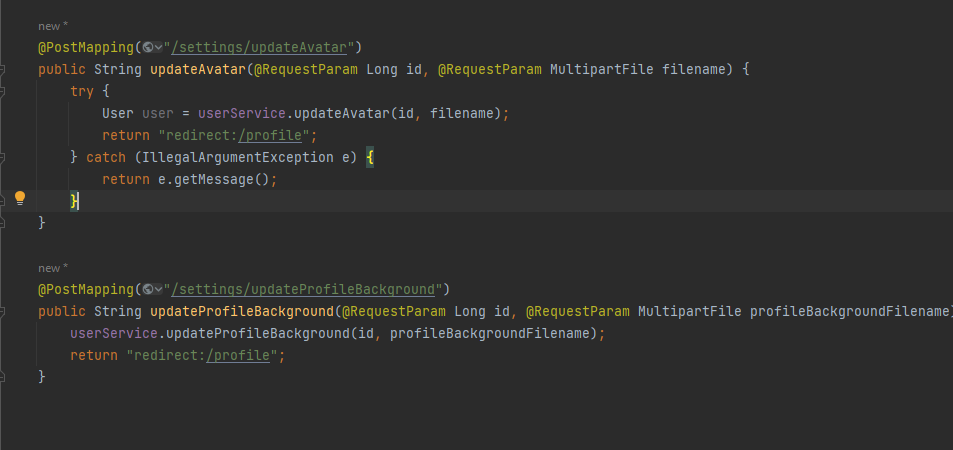 new *
@PostMapping("/settings/updateAvatar")
public String updateAvatar(@RequestParam Long id, @RequestParam MultipartFile filename) {
try {
User user = userService.updateAvatar(id, filename);
return "redirect:/profile";
} catch (IllegalArgumentException e) {
return e.getMessage();
}
}
new *
@PostMapping("/settings/updateProfileBackground")
public String updateProfileBackground(@RequestParam Long id, @RequestParam MultipartFile profileBackgroundFilename)
userService.updateProfileBackground(id, profileBackgroundFilename);
return "redirect:/profile";
}